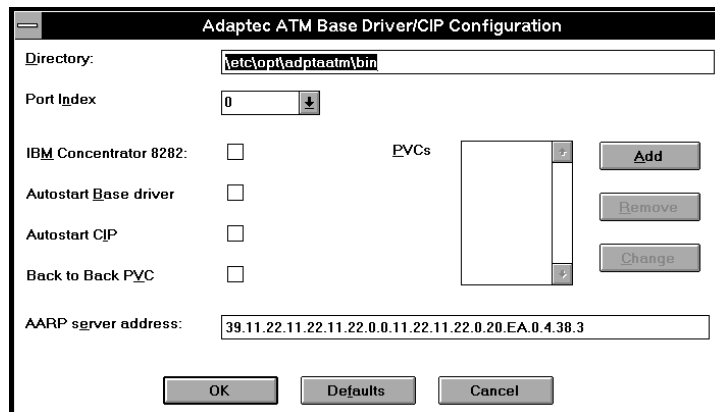 Adaptec ATM Base Driver/CIP Configuration
Directory:
\etc\opt\adptaatm\bin
Port Index
0
IBM Concentrator 8282:
PVCs
Add
Autostart Base driver
Remove
Autostart CIP
Change
Back to Back PVC
AARP server address:
39.11.22.11.22.11.22.0.0.11.22.11.22.0.20.EA.0.4.38.3
OK
Defaults
Cancel